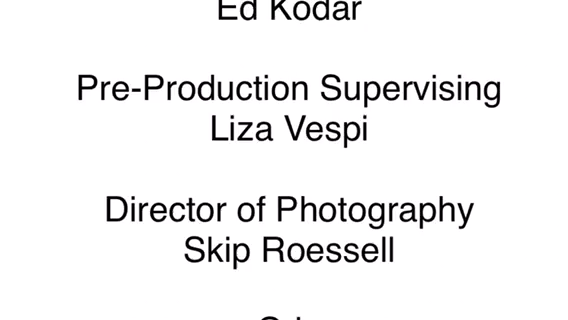 Ed Kodar
Pre-Production Supervising
Liza Vespi
Director of Photography
Skip Roessell